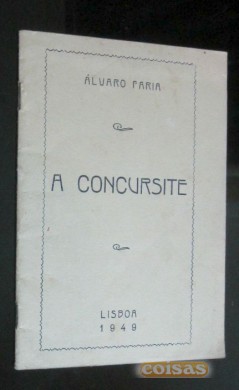 ÁLVARO FARIA
A CONCURSITE
LISBOA
1949
coisas